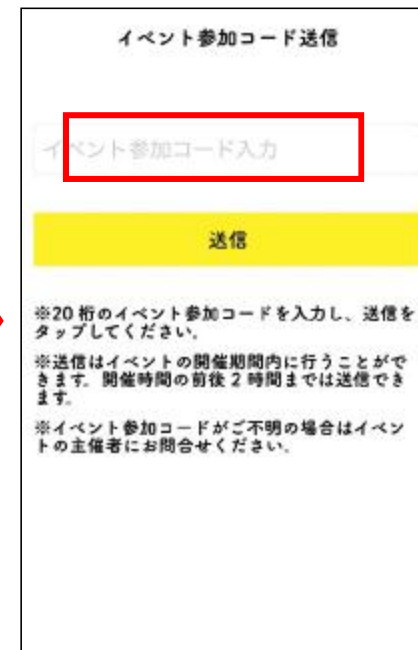 イベント参加コード送信
イベント参加コード入力
送信
※20 桁のイベント参加コードを入力し、送信を
タップしてください。
※送信はイベントの開催期間内に行うことがで
きます。開催時間の前後 2 時間までは送信でき
ます。
※イベント参加コードがご不明の場合はイベン
トの主催者にお問合せください。